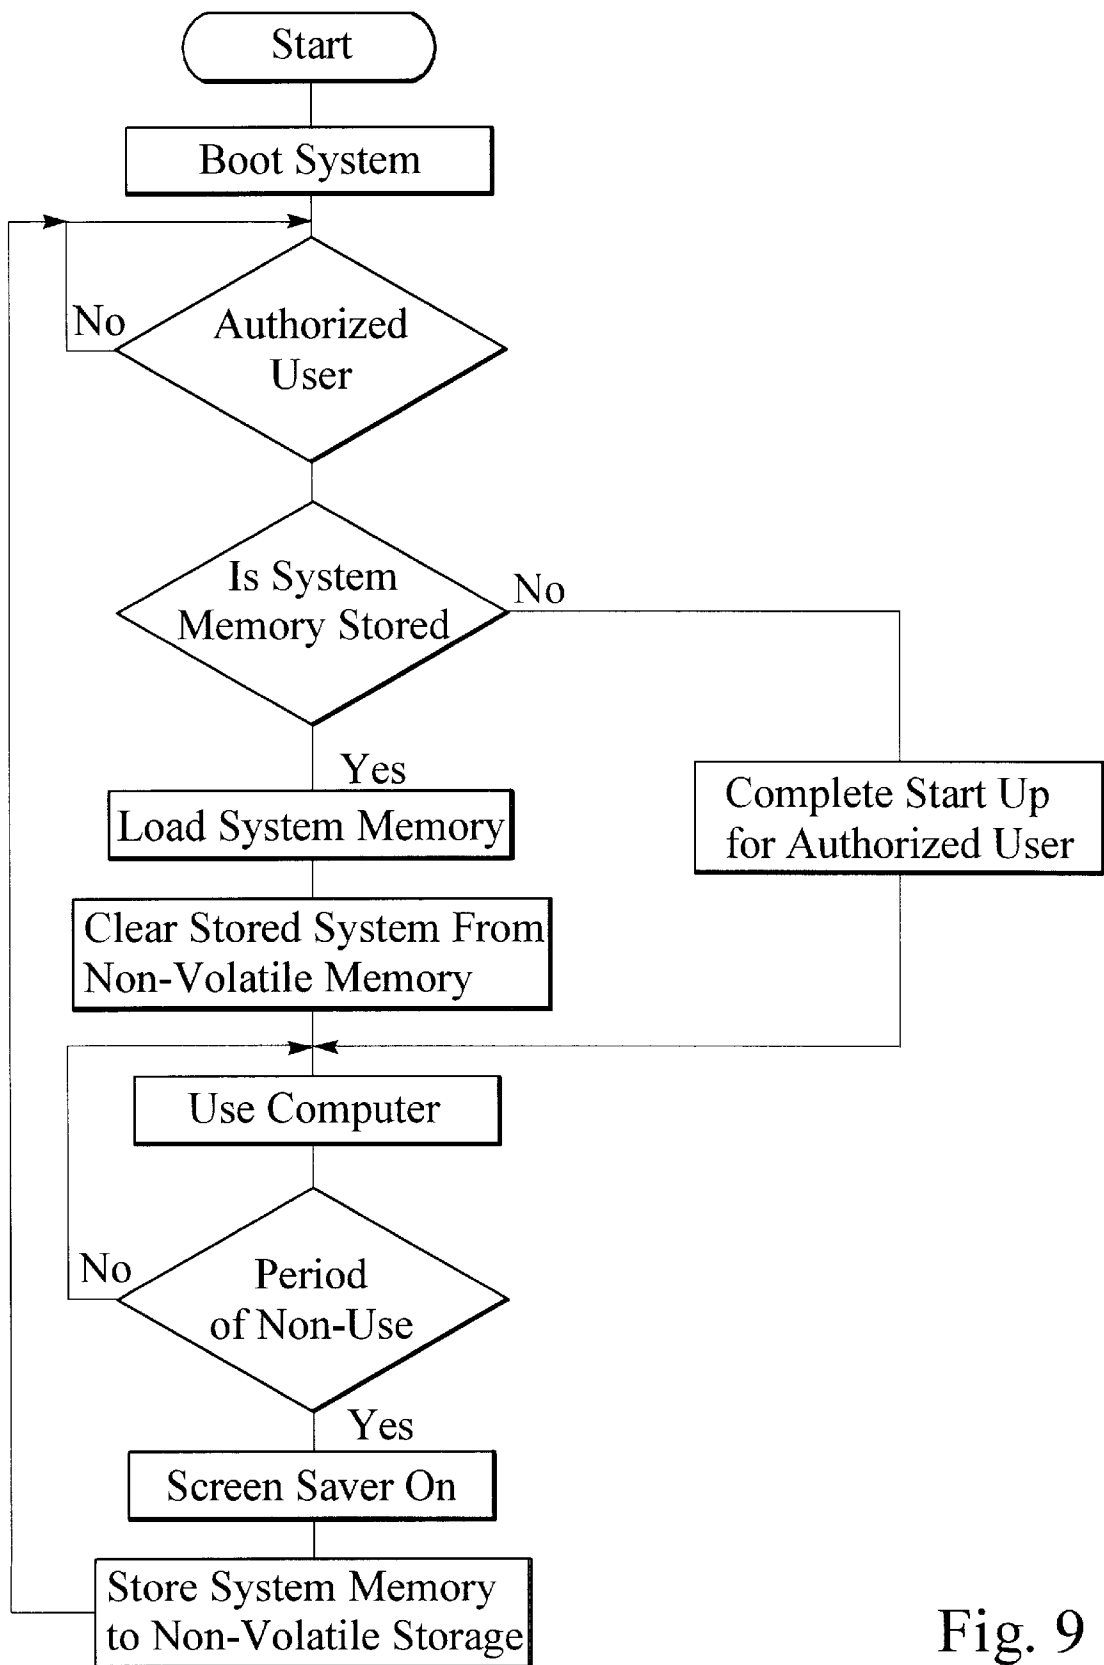 Start
Boot System
No
Authorized
User
Is System
Memory Stored
No
Yes
Load System Memory
Complete Start Up
for Authorized User
Clear Stored System From
Non-Volatile Memory
Use Computer
No
Period
of Non-Use
Yes
Screen Saver On
Store System Memory
to Non-Volatile Storage
Fig. 9